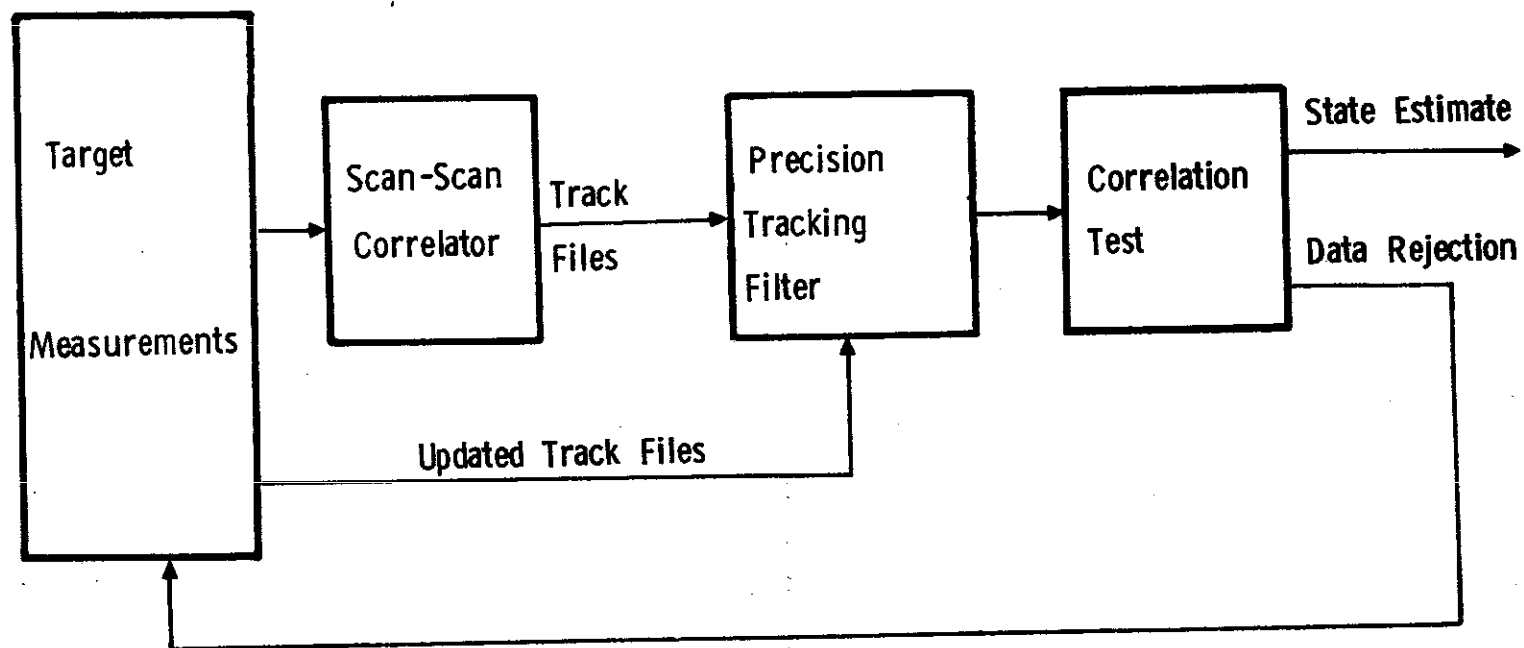 Target
Measurements
Scan-Scan
Correlator
Track
Files
Precision
Tracking
Filter
Correlation
Test
State Estimate
Data Rejection
Updated Track Files